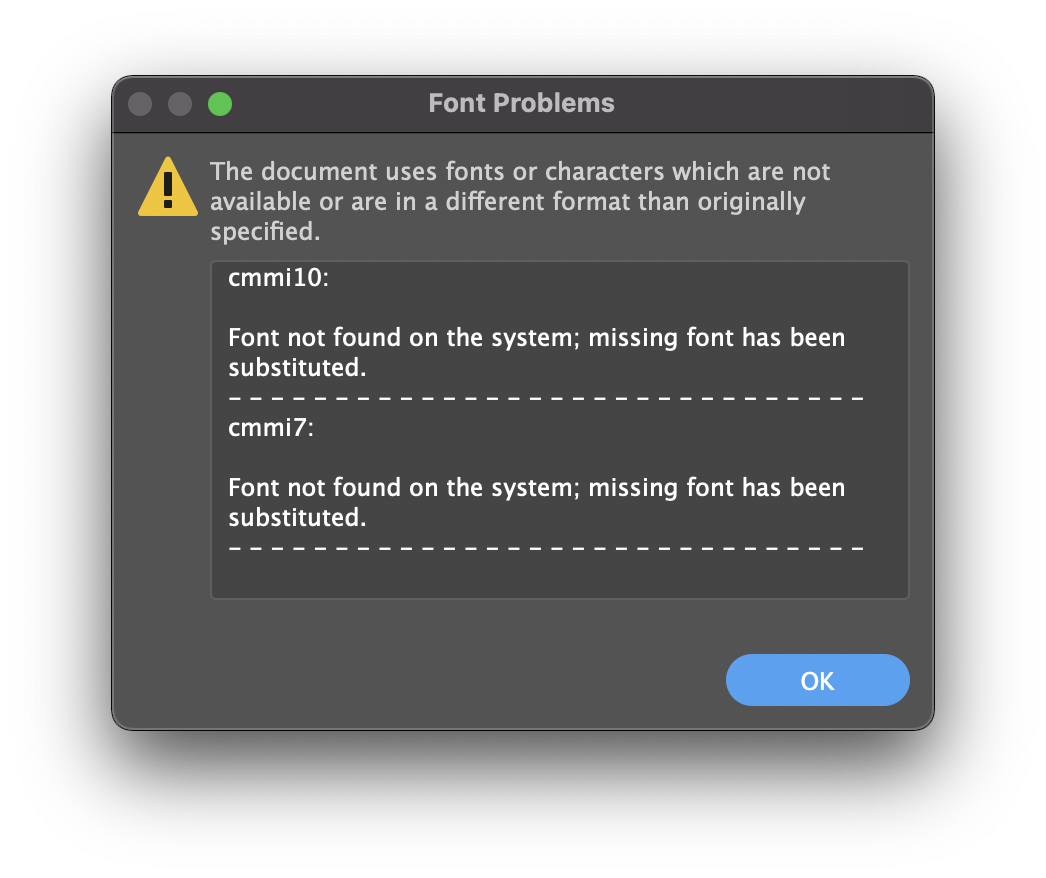 Font Problems
The document uses fonts or characters which are not
available or are in a different format than originally
specified.
cmmi10:
Font not found on the system; missing font has been
substituted.
– – – – – – – – – – – – – – – – – – – – – – – – – – – – – –
cmmi7:
Font not found on the system; missing font has been
substituted.
– – – – – – – – – – – – – – – – – – – – – – – – – – – – – –
OK